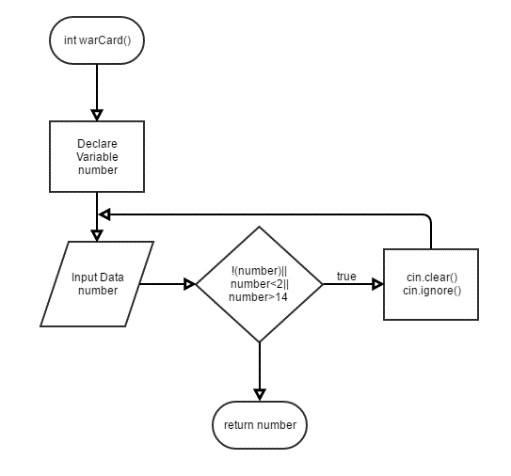 int warCard()
Declare
Variable
number
Input Data
number
!(number)||
number<2||
number>14
true
cin.clear()
cin.ignore()
return number